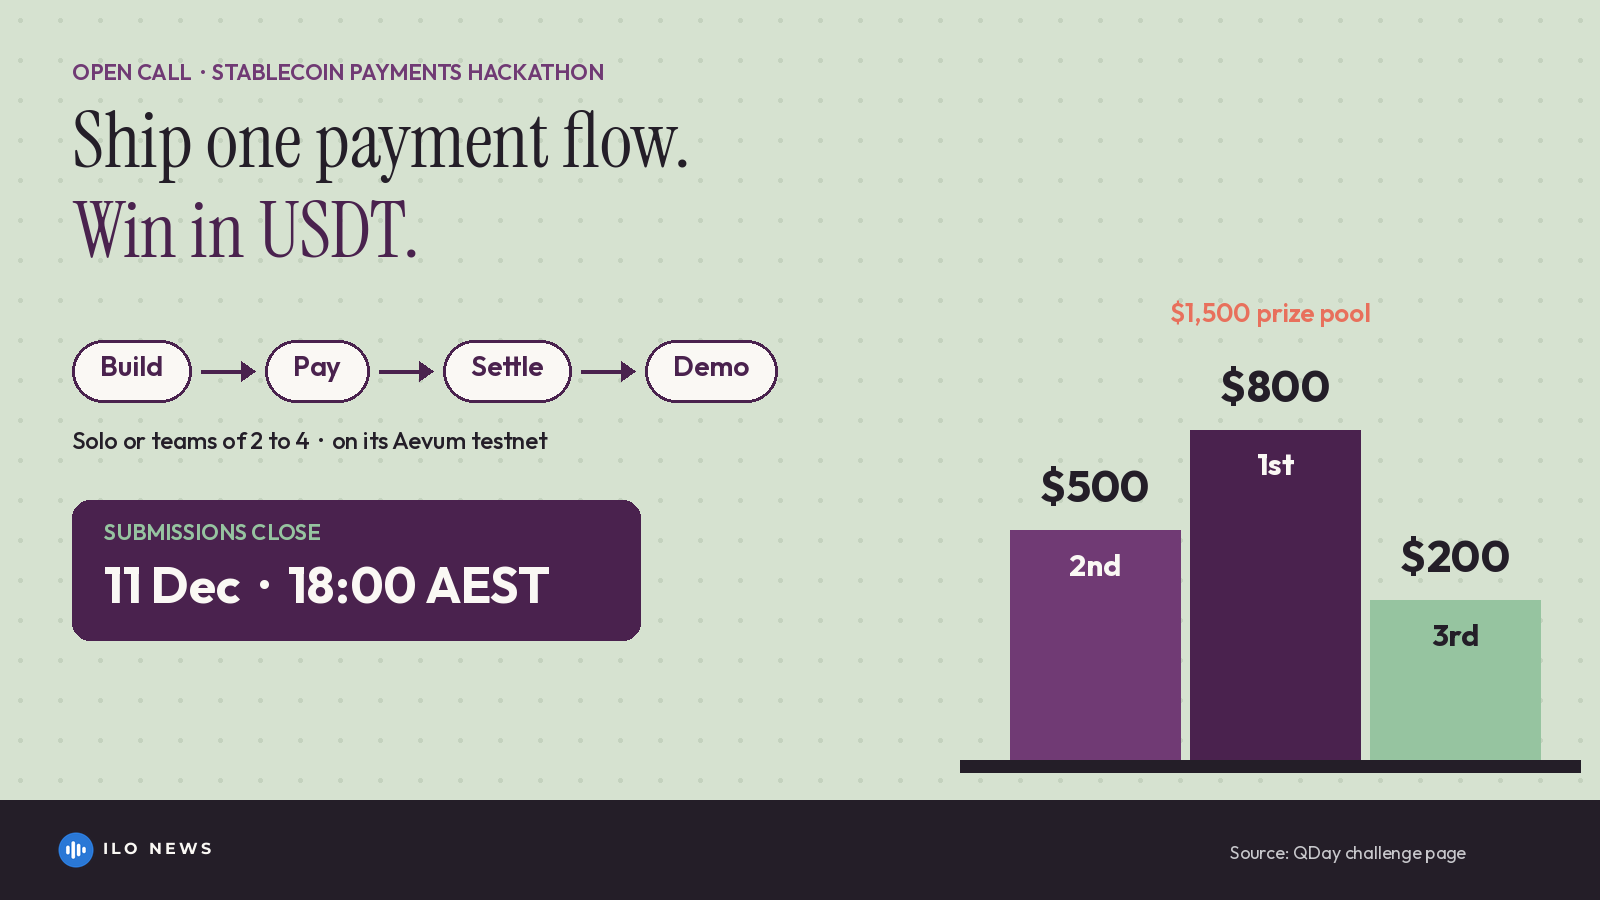 OPEN CALL · STABLECOIN PAYMENTS HACKATHON
Ship one payment flow.
Win in USDT.
Build
Pay
Settle
Demo
Solo or teams of 2 to 4 · on its Aevum testnet
SUBMISSIONS CLOSE
11 Dec · 18:00 AEST
$1,500 prize pool
$800
1st
$500
2nd
$200
3rd
ILO NEWS
Source: QDay challenge page